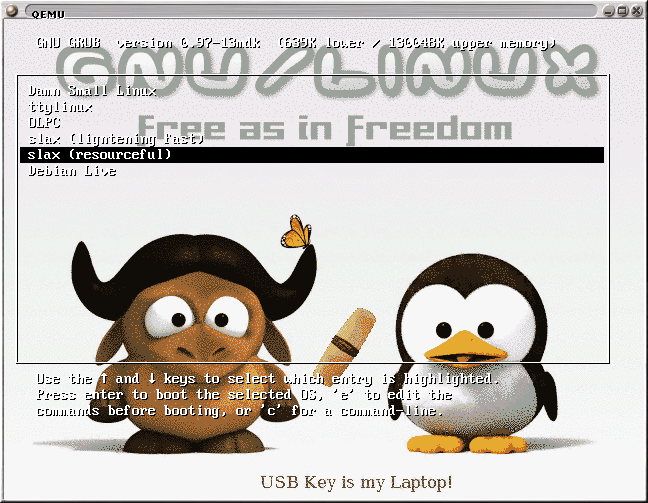 QEMU
GNU GRUB version 0.97-13mdk (639K lower / 130048K upper memory)
GNU/LINUX
Free as in Freedom
Damn Small Linux
ttylinux
OLPC
slax (lightening fast)
slax (resourceful)
Debian Live
Use the ↑ and ↓ keys to select which entry is highlighted.
Press enter to boot the selected OS, 'e' to edit the
commands before booting, or 'c' for a command-line.
USB Key is my Laptop!